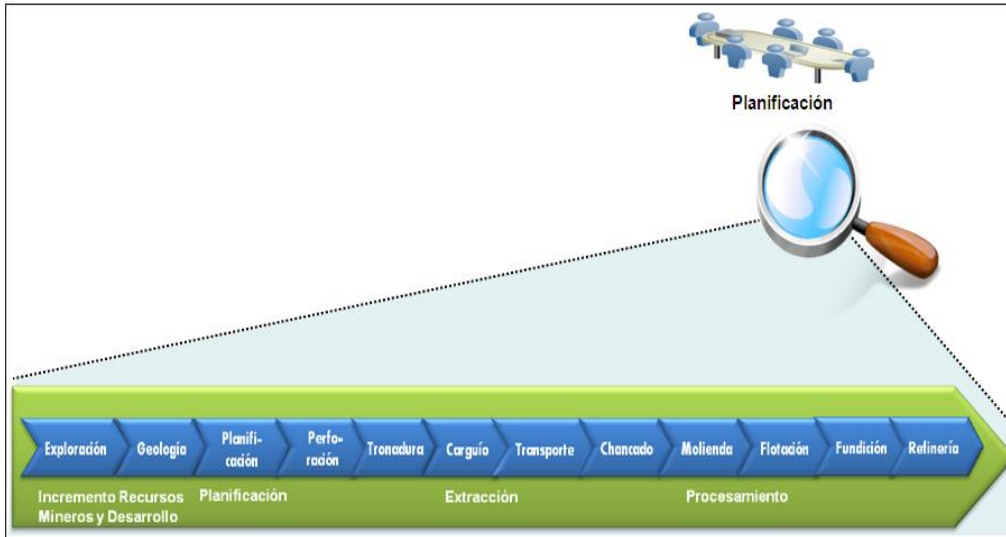 Planificación
Exploración
Geología
Planifi-
cación
Perfo-
ración
Tronadura
Carguío
Transporte
Chancado
Molienda
Flotación
Fundición
Refinería
Incremento Recursos
Mineros y Desarrollo
Planificación
Extracción
Procesamiento